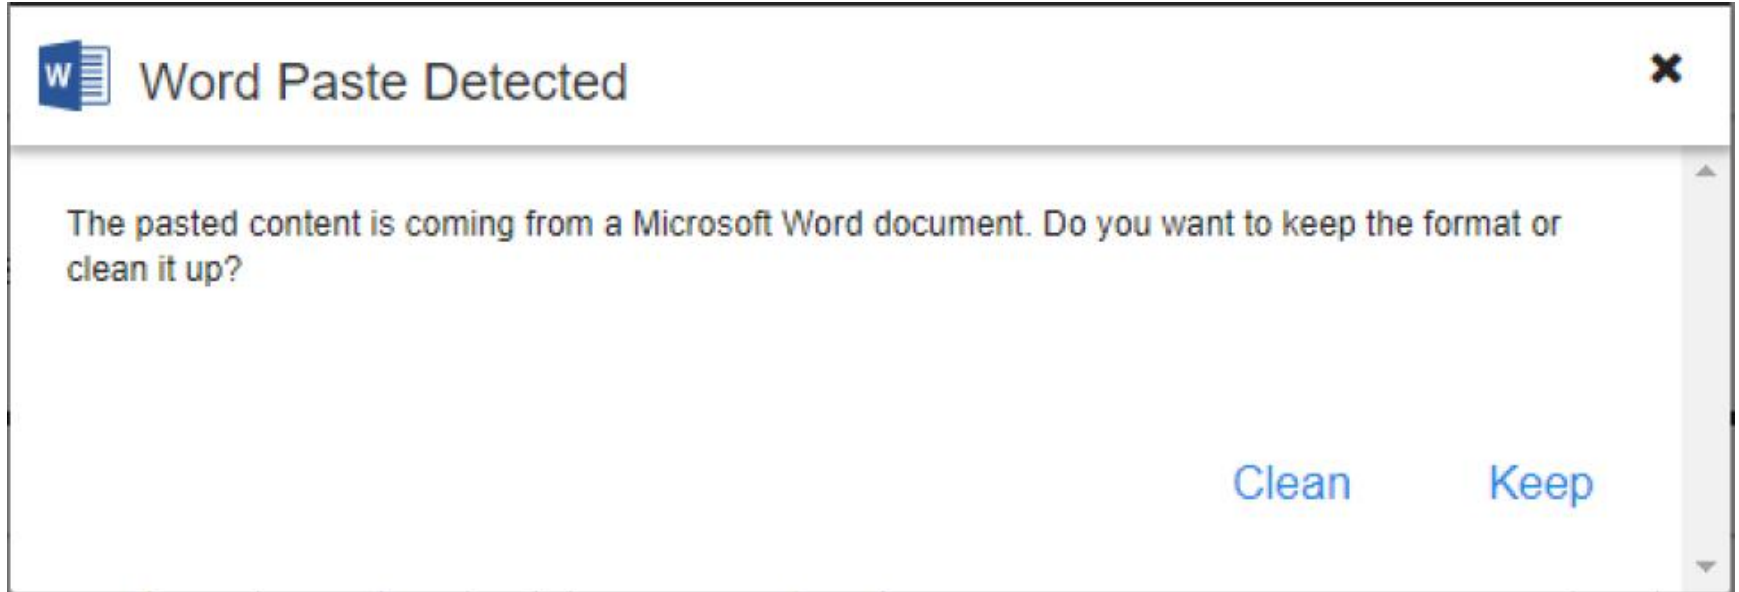 W
Word Paste Detected
The pasted content is coming from a Microsoft Word document. Do you want to keep the format or
clean it up?
Clean Keep